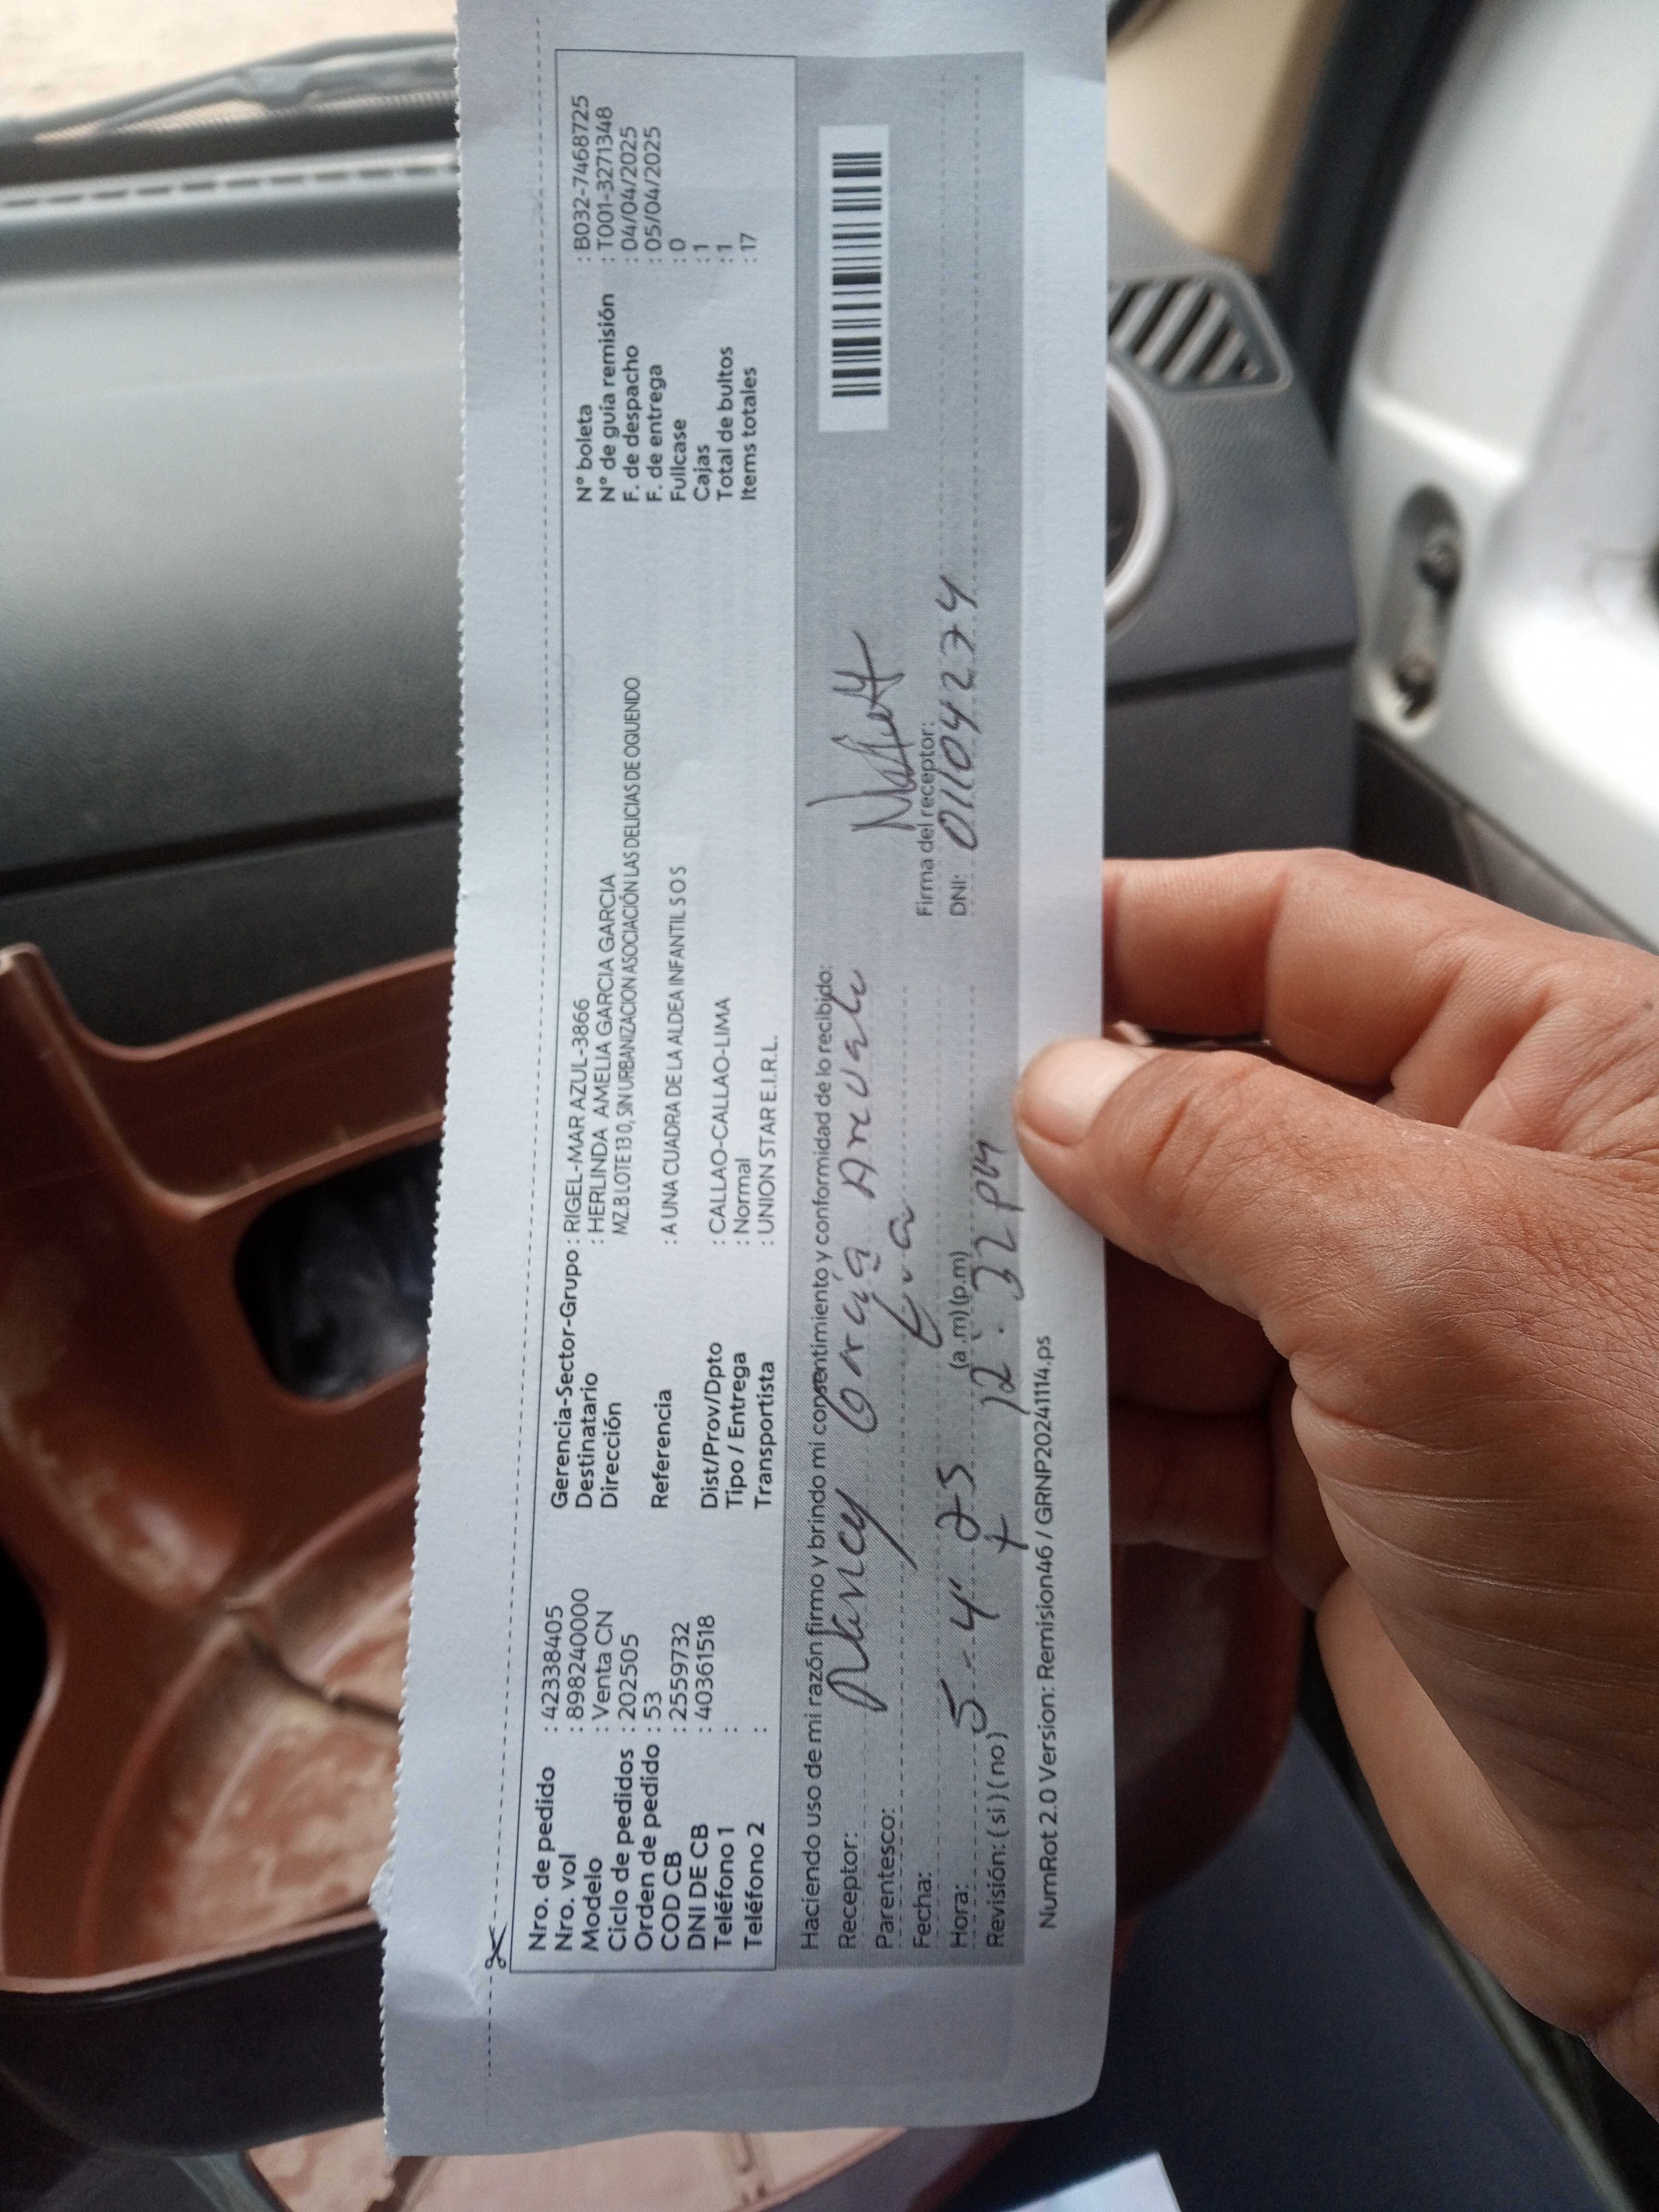 Nro. de pedido : 42338405
Nro. vol : 898240000
Modelo : Venta CN
Ciclo de pedidos : 202505
Orden de pedido : 53
COD CB : 2559732
DNI DE CB : 40361518
Teléfono 1 :
Teléfono 2 :
Gerencia-Sector-Grupo : RIGEL-MAR AZUL-3866
Destinatario : HERLINDA AMELIA GARCIA GARCIA
Dirección MZ.B LOTE 13 0, SIN URBANIZACION ASOCIACIÓN LAS DELICIAS DE OQUENDO
Referencia : A UNA CUADRA DE LA ALDEA INFANTIL S O S
Dist/Prov/Dpto : CALLAO-CALLAO-LIMA
Tipo / Entrega : Normal
Transportista : UNION STAR E.I.R.L.
N° boleta : B032-7468725
N° de guía remisión : T001-3271348
F. de despacho : 04/04/2025
F. de entrega : 05/04/2025
Fullcase : 0
Cajas : 1
Total de bultos : 1
Items totales : 17
Haciendo uso de mi razón firmo y brindo mi consentimiento y conformidad de lo recibido:
Receptor: Nancy
Parentesco:
Fecha: 5-4-25
Hora: (a .m) (p.m) 12:32 PM
Revisión: ( si ) ( no )
Firma del receptor:
DNI: 01104274
NumRot 2.0 Version: Remision46 / GRNP20241114.ps